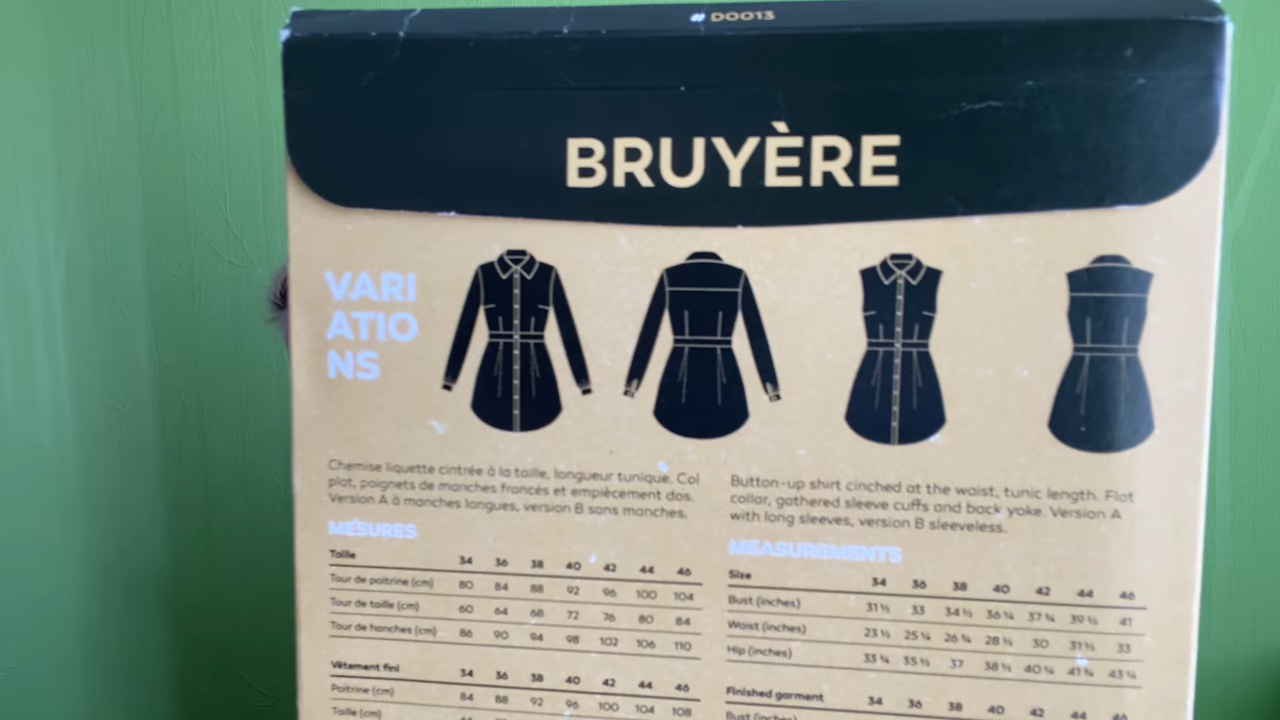 # D0013
BRUYÈRE
VARI
ATIO
NS
Chemise liquette cintrée à la taille, longueur tunique. Col
plat, poignets de manches froncés et empiècement dos.
Version A à manches longues, version B sans manches.
MESURES
Taille 34 36 38 40 42 44 46
Tour de poitrine (cm) 80 84 88 92 96 100 104
Tour de taille (cm) 60 64 68 72 76 80 84
Tour de hanches (cm) 86 90 94 98 102 106 110
Vêtement fini 34 36 38 40 42 44 46
Poitrine (cm) 84 88 92 96 100 104 108
Taille (cm)
Button-up shirt cinched at the waist, tunic length. Flat
collar, gathered sleeve cuffs and back yoke. Version A
with long sleeves, version B sleeveless.
MEASUREMENTS
Size 34 36 38 40 42 44 46
Bust (inches) 31 ½ 33 34 ½ 36 ¼ 37 ¾ 39 ½ 41
Waist (inches) 23 ½ 25 ¼ 26 ¾ 28 ½ 30 31 ½ 33
Hip (inches) 33 ¾ 35 ½ 37 38 ½ 40 ¼ 41 ¾ 43 ¼
Finished garment 34 36 38 40 42 44 46
Bust (inches)